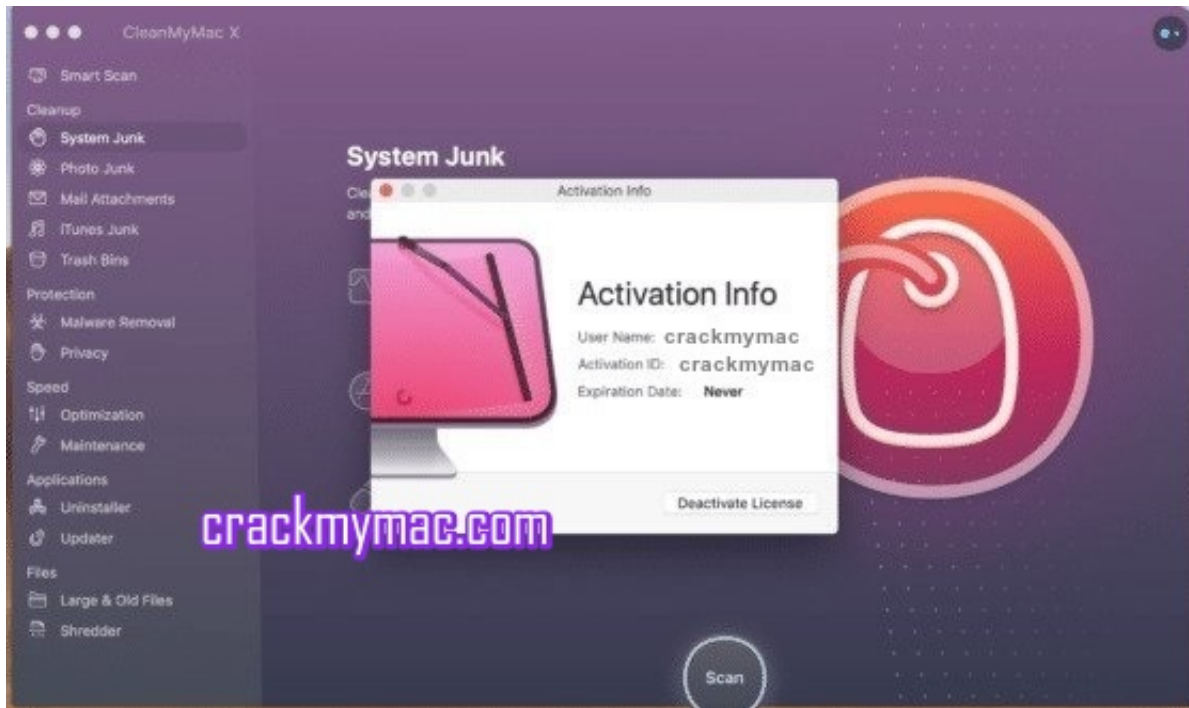 CleanMyMac X
Smart Scan
Cleanup
System Junk
Photo Junk
Mail Attachments
iTunes Junk
Trash Bins
Protection
Malware Removal
Privacy
Speed
Optimization
Maintenance
Applications
Uninstaller
Updater
Files
Large & Old Files
Shredder
System Junk
Cle
and
Activation Info
Activation Info
User Name: crackmymac
Activation ID: crackmymac
Expiration Date: Never
Deactivate License
crackmymac.com
Scan